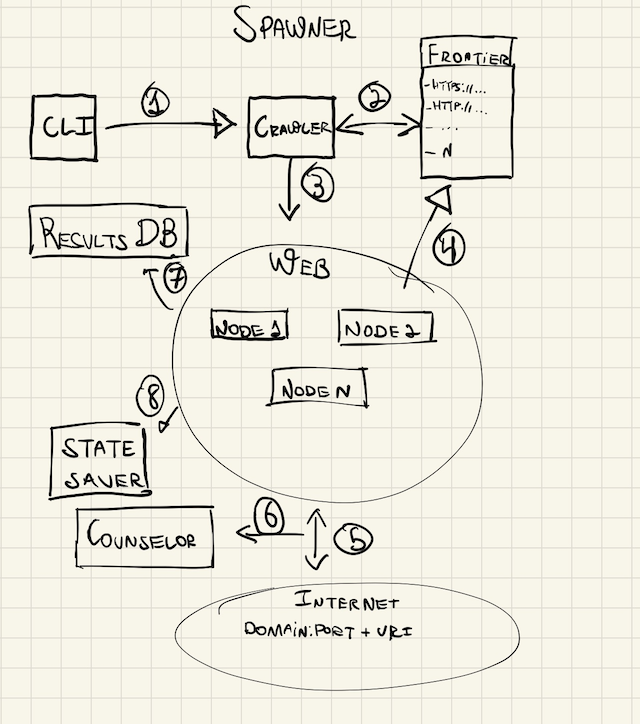 SPAWNER
FRONTIER
-HTTPS://...
-HTTP://...
- ...
- N
1
2
CLI
CRAWLER
3
RESULTS DB
4
7
WEB
NODE 1
NODE 2
NODE N
8
STATE
SAVER
6
5
COUNSELOR
INTERNET
DOMAIN:PORT + URI